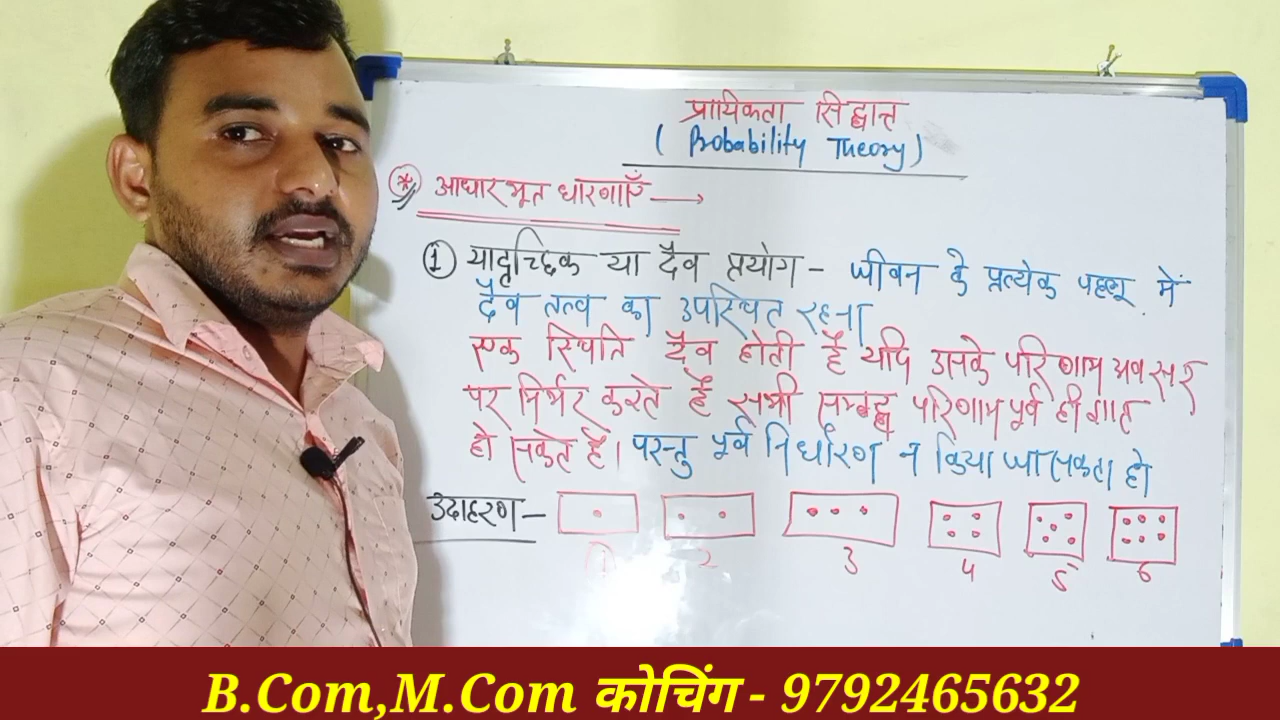 प्रायिकता सिद्धान्त
( Probability Theory )
* आधारभूत धारणाएँ →
① यादृच्छिक या दैव प्रयोग - जीवन के प्रत्येक पहलू में
दैव तत्व का उपस्थित रहना
एक स्थिति दैव होती है यदि उसके परिणाम अवसर
पर निर्भर करते हैं सभी सम्बद्ध परिणाम पूर्व ही ज्ञात
हो सकते हैं। परन्तु पूर्व निर्धारण न किया जा सकता हो
उदाहरण -
1 2 3 4 5 6
B.Com,M.Com कोचिंग - 9792465632